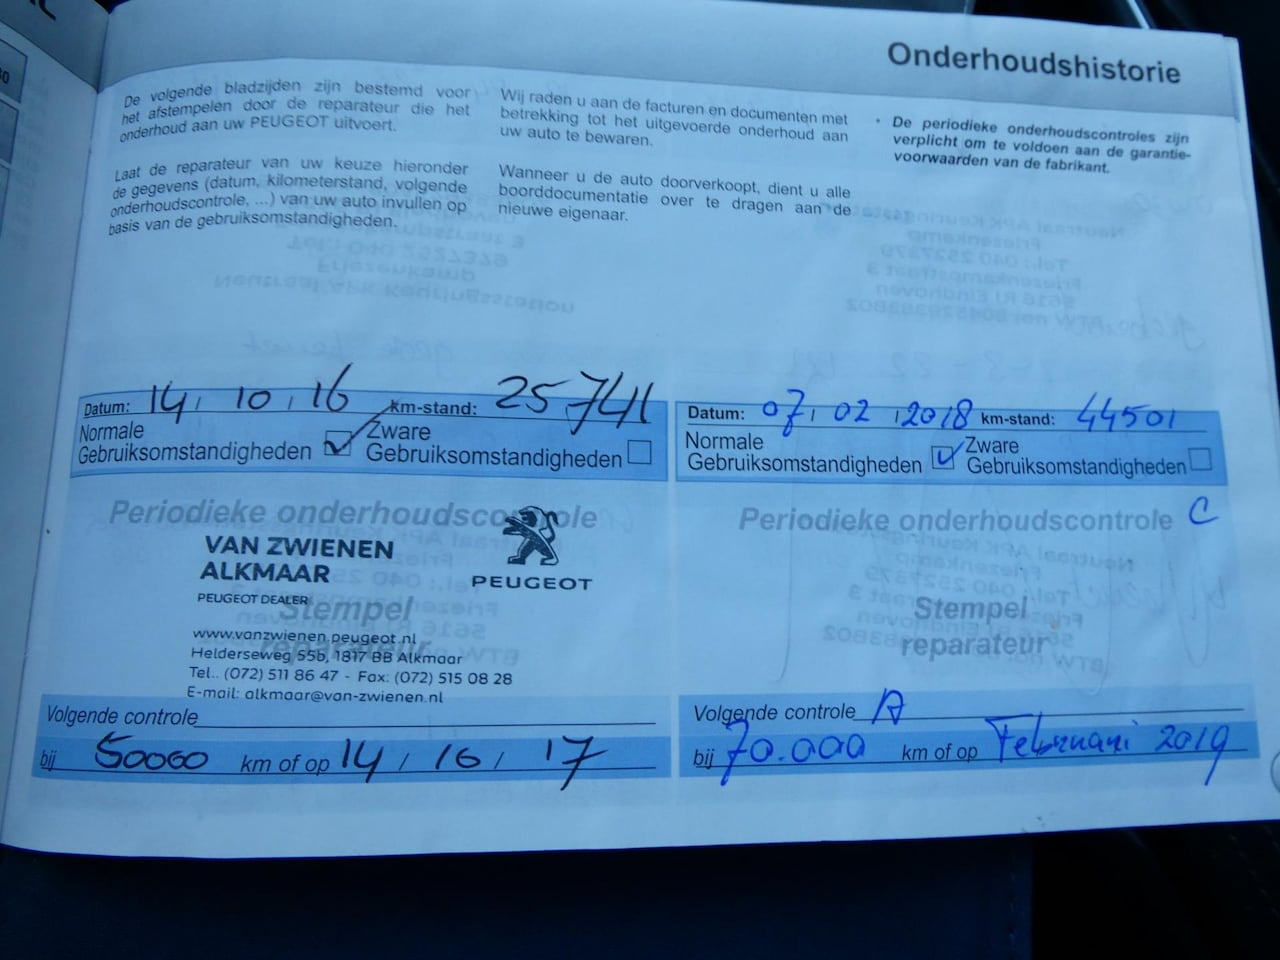 Onderhoudshistorie
De volgende bladzijden zijn bestemd voor
het afstempelen door de reparateur die het
onderhoud aan uw PEUGEOT uitvoert.
Laat de reparateur van uw keuze hieronder
de gegevens (datum, kilometerstand, volgende
onderhoudscontrole, ...) van uw auto invullen op
basis van de gebruiksomstandigheden.
Wij raden u aan de facturen en documenten met
betrekking tot het uitgevoerde onderhoud aan
uw auto te bewaren.
Wanneer u de auto doorverkoopt, dient u alle
boorddocumentatie over te dragen aan de
nieuwe eigenaar.
• De periodieke onderhoudscontroles zijn
verplicht om te voldoen aan de garantie-
voorwaarden van de fabrikant.
Datum: 14, 10, 16 km-stand: 25741
Normale
Gebruiksomstandigheden
Zware
Gebruiksomstandigheden
Periodieke onderhoudscontrole
VAN ZWIENEN
ALKMAAR
PEUGEOT DEALER
PEUGEOT
Stempel
reparateur
www.vanzwienen.peugeot.nl
Helderseweg 55b, 1817 BB Alkmaar
Tel.. (072) 511 86 47 - Fax: (072) 515 08 28
E-mail: alkmaar@van-zwienen.nl
Volgende controle
bij 50000 km of op 14 / 10 / 17
Datum: 07, 02, 2018 km-stand: 44501
Normale
Gebruiksomstandigheden
Zware
Gebruiksomstandigheden
Periodieke onderhoudscontrole C
Stempel
reparateur
Volgende controle A
bij 70.000 km of op Februari 2019